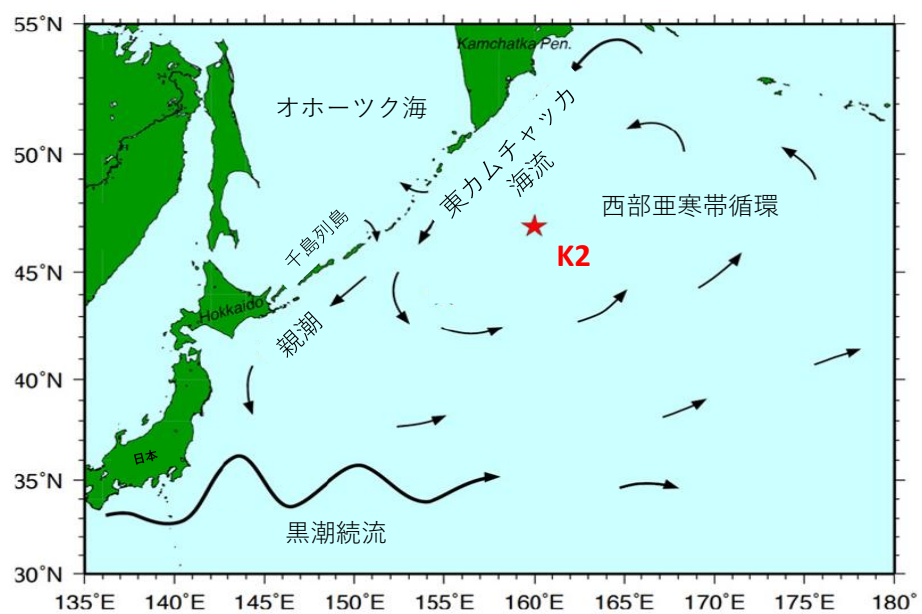 55°N
50°N
45°N
40°N
35°N
30°N
Kamchatka Pen.
オホーツク海
東カムチャッカ
海流
西部亜寒帯循環
千島列島
K2
Hokkaido
親潮
日本
黒潮続流
135°E
140°E
145°E
150°E
155°E
160°E
165°E
170°E
175°E
180°